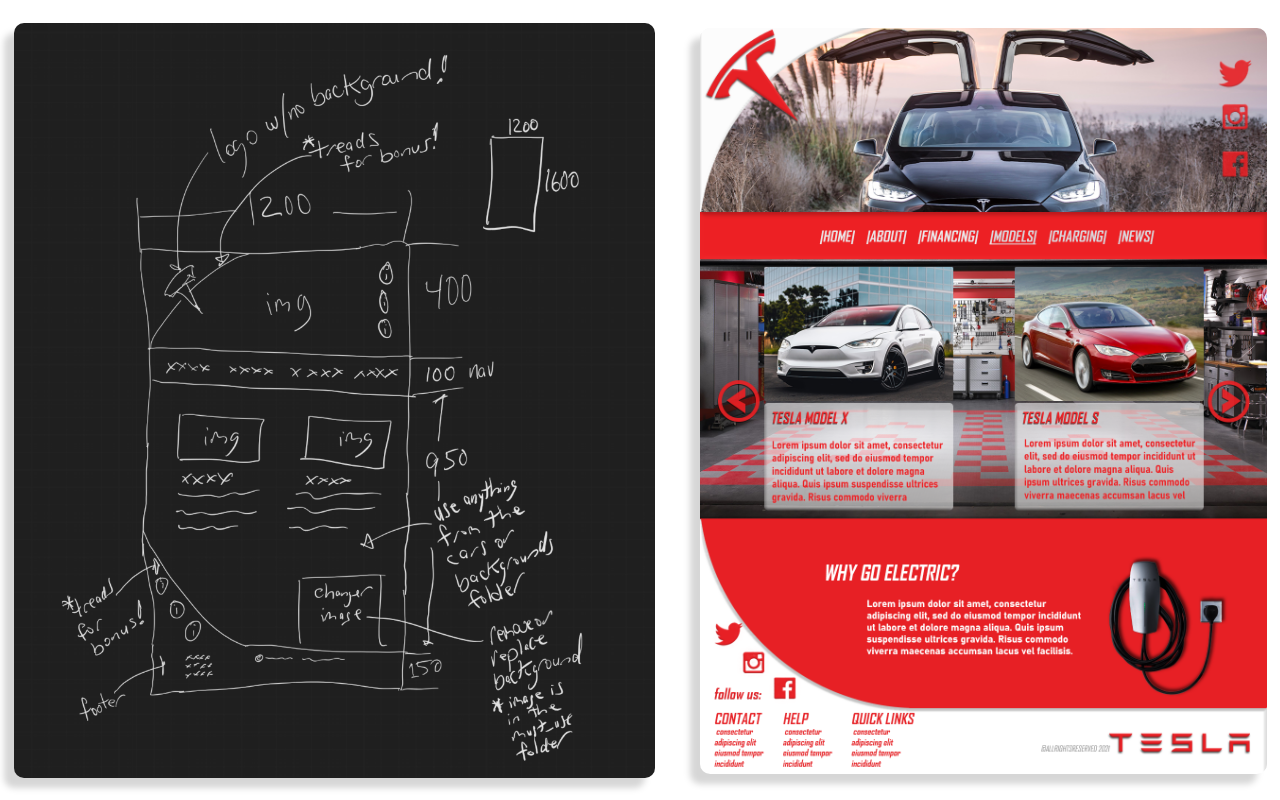 logo w/no background!
*treads
for bonus!
1200
1600
1200
img
400
xxxx xxxx xxxx xxxx
100 nav
img
img
xxxx
xxxx
950
use anything
from the
cars or
backgrounds
folder
*treads
for
bonus!
charger
image
remove or
replace
background
*image is
in the
must_use
folder
xxxx
xxxx
xxxx
150
footer
|HOME| |ABOUT| |FINANCING| |MODELS| |CHARGING| |NEWS|
TESLA MODEL X
Lorem ipsum dolor sit amet, consectetur
adipiscing elit, sed do eiusmod tempor
incididunt ut labore et dolore magna
aliqua. Quis ipsum suspendisse ultrices
gravida. Risus commodo viverra
TESLA MODEL S
Lorem ipsum dolor sit amet, consectetur
adipiscing elit, sed do eiusmod tempor
incididunt ut labore et dolore magna
aliqua. Quis ipsum suspendisse ultrices
gravida. Risus commodo
viverra maecenas accumsan lacus vel
WHY GO ELECTRIC?
Lorem ipsum dolor sit amet, consectetur
adipiscing elit, sed do eiusmod tempor incididunt
ut labore et dolore magna aliqua. Quis ipsum
suspendisse ultrices gravida. Risus commodo
viverra maecenas accumsan lacus vel facilisis.
TESLA
follow us:
CONTACT
consectetur
adipiscing elit
eiusmod tempor
incididunt
HELP
consectetur
adipiscing elit
eiusmod tempor
incididunt
QUICK LINKS
consectetur
adipiscing elit
eiusmod tempor
incididunt
©ALLRIGHTSRESERVED 2021
TESLA